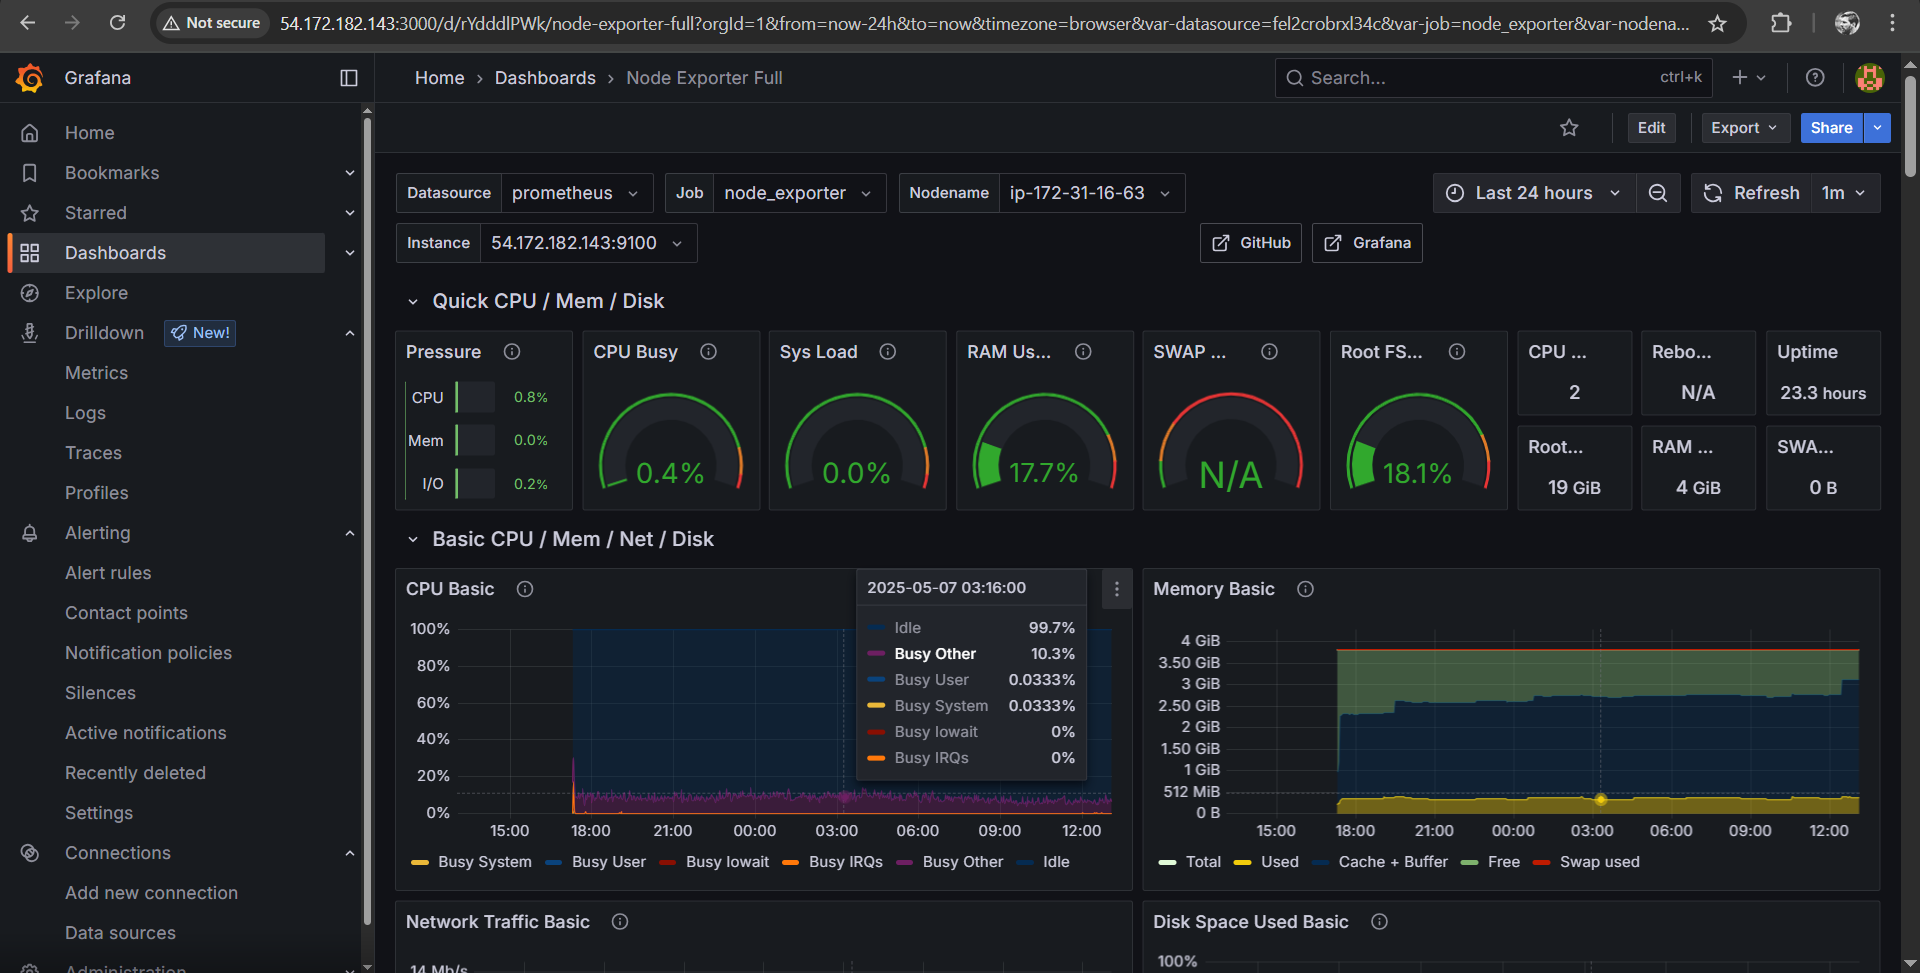 Not secure
54.172.182.143:3000/d/rYdddlPWk/node-exporter-full?orgId=1&from=now-24h&to=now&timezone=browser&var-datasource=fel2crobrxl34c&var-job=node_exporter&var-nodena...
Grafana
Home › Dashboards › Node Exporter Full
Search...
ctrl+k
Edit
Export
Share
Home
Bookmarks
Starred
Dashboards
Explore
Drilldown New!
Metrics
Logs
Traces
Profiles
Alerting
Alert rules
Contact points
Notification policies
Silences
Active notifications
Recently deleted
Settings
Connections
Add new connection
Data sources
Administration
Datasource prometheus
Job node_exporter
Nodename ip-172-31-16-63
Last 24 hours
Refresh 1m
Instance 54.172.182.143:9100
GitHub
Grafana
Quick CPU / Mem / Disk
Pressure
CPU 0.8%
Mem 0.0%
I/O 0.2%
CPU Busy
0.4%
Sys Load
0.0%
RAM Us...
17.7%
SWAP ...
N/A
Root FS...
18.1%
CPU ...
2
Rebo...
N/A
Uptime
23.3 hours
Root...
19 GiB
RAM ...
4 GiB
SWA...
0 B
Basic CPU / Mem / Net / Disk
CPU Basic
100%
80%
60%
40%
20%
0%
15:00 18:00 21:00 00:00 03:00 06:00 09:00 12:00
Busy System Busy User Busy Iowait Busy IRQs Busy Other Idle
2025-05-07 03:16:00
Idle 99.7%
Busy Other 10.3%
Busy User 0.0333%
Busy System 0.0333%
Busy Iowait 0%
Busy IRQs 0%
Memory Basic
4 GiB
3.50 GiB
3 GiB
2.50 GiB
2 GiB
1.50 GiB
1 GiB
512 MiB
0 B
15:00 18:00 21:00 00:00 03:00 06:00 09:00 12:00
Total Used Cache + Buffer Free Swap used
Network Traffic Basic
14 Mb/s
Disk Space Used Basic
100%